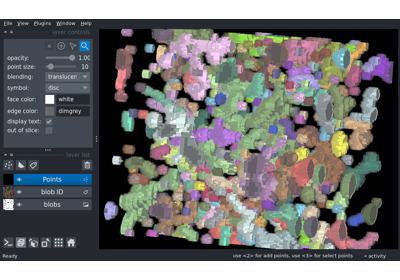 File View Plugins Window Help
layer controls
opacity: 1.00
point size: 10
blending: translucen
symbol: disc
face color: white
edge color: dimgrey
display text:
out of slice:
layer list
Points
blob ID
blobs
use <2> for add points, use <3> for select points
activity